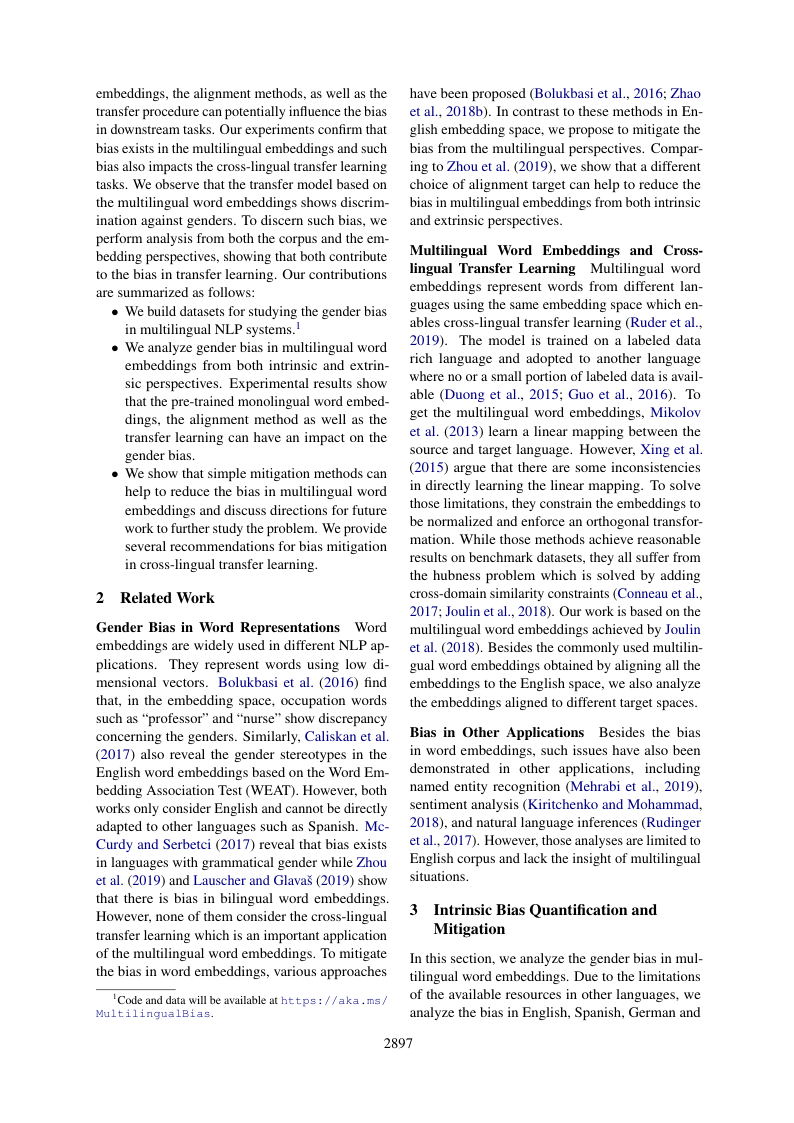 embeddings, the alignment methods, as well as the
transfer procedure can potentially influence the bias
in downstream tasks. Our experiments confirm that
bias exists in the multilingual embeddings and such
bias also impacts the cross-lingual transfer learning
tasks. We observe that the transfer model based on
the multilingual word embeddings shows discrim-
ination against genders. To discern such bias, we
perform analysis from both the corpus and the em-
bedding perspectives, showing that both contribute
to the bias in transfer learning. Our contributions
are summarized as follows:
• We build datasets for studying the gender bias
in multilingual NLP systems.1
• We analyze gender bias in multilingual word
embeddings from both intrinsic and extrin-
sic perspectives. Experimental results show
that the pre-trained monolingual word embed-
dings, the alignment method as well as the
transfer learning can have an impact on the
gender bias.
• We show that simple mitigation methods can
help to reduce the bias in multilingual word
embeddings and discuss directions for future
work to further study the problem. We provide
several recommendations for bias mitigation
in cross-lingual transfer learning.
2 Related Work
Gender Bias in Word Representations Word
embeddings are widely used in different NLP ap-
plications. They represent words using low di-
mensional vectors. Bolukbasi et al. (2016) find
that, in the embedding space, occupation words
such as “professor” and “nurse” show discrepancy
concerning the genders. Similarly, Caliskan et al.
(2017) also reveal the gender stereotypes in the
English word embeddings based on the Word Em-
bedding Association Test (WEAT). However, both
works only consider English and cannot be directly
adapted to other languages such as Spanish. Mc-
Curdy and Serbetci (2017) reveal that bias exists
in languages with grammatical gender while Zhou
et al. (2019) and Lauscher and Glavaš (2019) show
that there is bias in bilingual word embeddings.
However, none of them consider the cross-lingual
transfer learning which is an important application
of the multilingual word embeddings. To mitigate
the bias in word embeddings, various approaches
1Code and data will be available at https://aka.ms/
MultilingualBias.
have been proposed (Bolukbasi et al., 2016; Zhao
et al., 2018b). In contrast to these methods in En-
glish embedding space, we propose to mitigate the
bias from the multilingual perspectives. Compar-
ing to Zhou et al. (2019), we show that a different
choice of alignment target can help to reduce the
bias in multilingual embeddings from both intrinsic
and extrinsic perspectives.
Multilingual Word Embeddings and Cross-
lingual Transfer Learning Multilingual word
embeddings represent words from different lan-
guages using the same embedding space which en-
ables cross-lingual transfer learning (Ruder et al.,
2019). The model is trained on a labeled data
rich language and adopted to another language
where no or a small portion of labeled data is avail-
able (Duong et al., 2015; Guo et al., 2016). To
get the multilingual word embeddings, Mikolov
et al. (2013) learn a linear mapping between the
source and target language. However, Xing et al.
(2015) argue that there are some inconsistencies
in directly learning the linear mapping. To solve
those limitations, they constrain the embeddings to
be normalized and enforce an orthogonal transfor-
mation. While those methods achieve reasonable
results on benchmark datasets, they all suffer from
the hubness problem which is solved by adding
cross-domain similarity constraints (Conneau et al.,
2017; Joulin et al., 2018). Our work is based on the
multilingual word embeddings achieved by Joulin
et al. (2018). Besides the commonly used multilin-
gual word embeddings obtained by aligning all the
embeddings to the English space, we also analyze
the embeddings aligned to different target spaces.
Bias in Other Applications Besides the bias
in word embeddings, such issues have also been
demonstrated in other applications, including
named entity recognition (Mehrabi et al., 2019),
sentiment analysis (Kiritchenko and Mohammad,
2018), and natural language inferences (Rudinger
et al., 2017). However, those analyses are limited to
English corpus and lack the insight of multilingual
situations.
3 Intrinsic Bias Quantification and
Mitigation
In this section, we analyze the gender bias in mul-
tilingual word embeddings. Due to the limitations
of the available resources in other languages, we
analyze the bias in English, Spanish, German and
2897